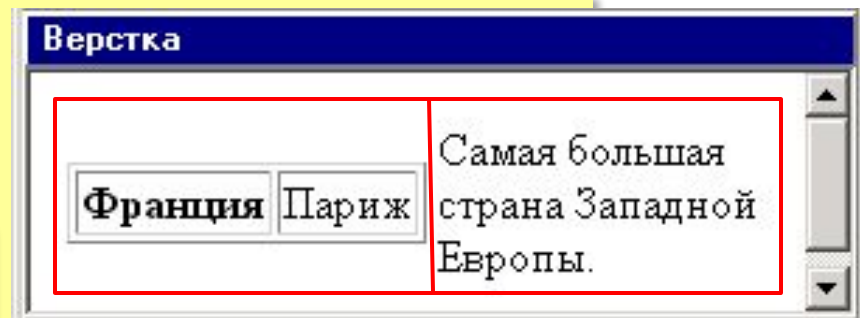 Верстка
Франция Париж
Самая большая
страна Западной
Европы.